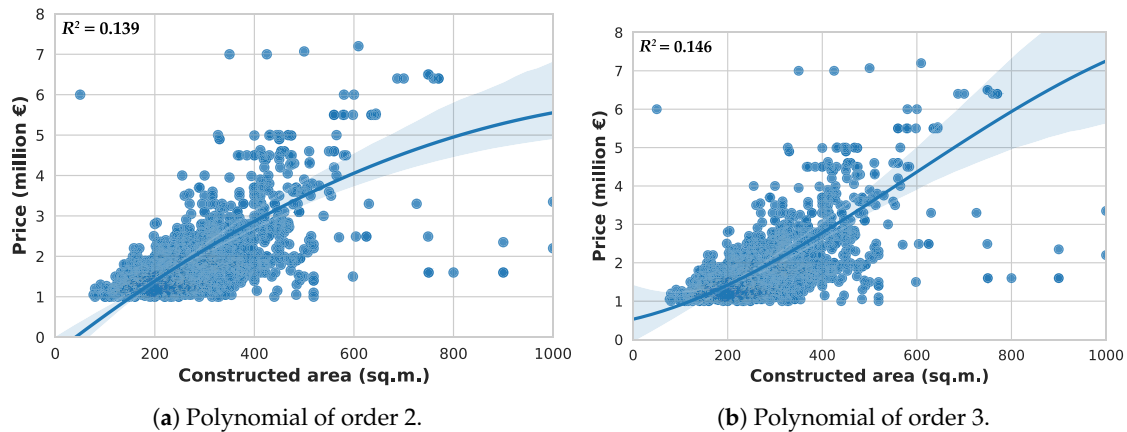 R² = 0.139
8
7
6
5
4
3
2
1
0
Price (million €)
0 200 400 600 800 1000
Constructed area (sq.m.)
(a) Polynomial of order 2.
R² = 0.146
8
7
6
5
4
3
2
1
0
Price (million €)
0 200 400 600 800 1000
Constructed area (sq.m.)
(b) Polynomial of order 3.